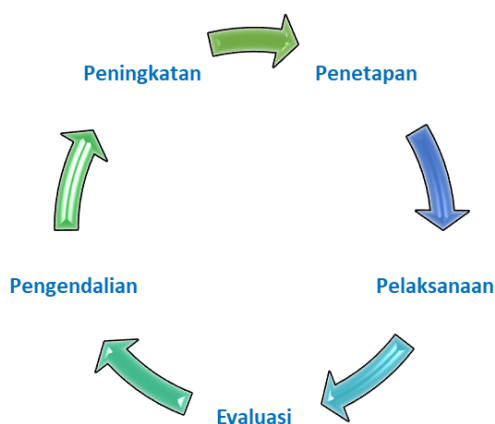 Peningkatan
Penetapan
Pengendalian
Pelaksanaan
Evaluasi